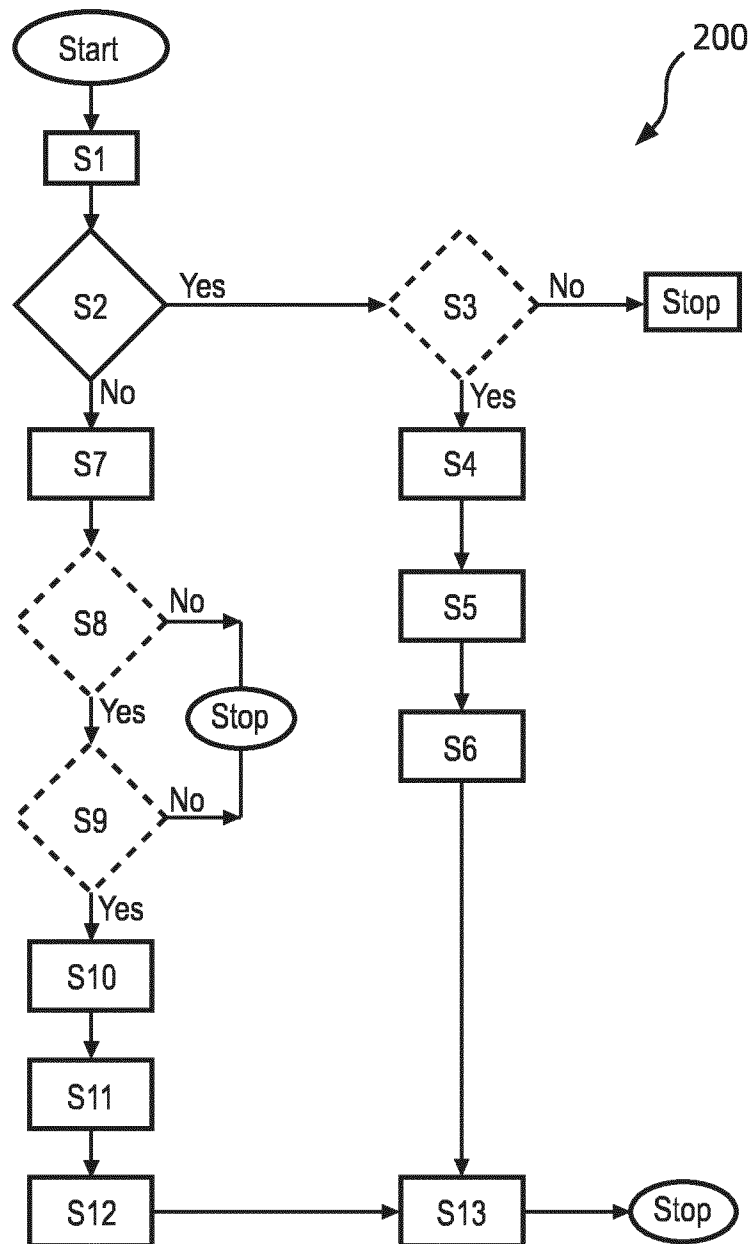 Start
200
S1
S2
Yes
S3
No
Stop
No
Yes
S7
S4
S8
No
S5
Yes
Stop
S6
S9
No
Yes
S10
S11
S12
S13
Stop